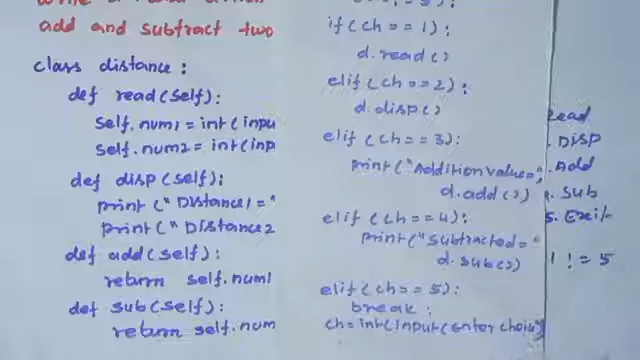 add and subtract two
class distance:
def read(self):
self.num1 = int(inpu
self.num2 = int(inp
def disp(self):
print("Distance1="
print("Distance2
def add(self):
return self.num1
def sub(self):
return self.num
if(ch==1):
d.read()
elif(ch==2):
d.disp()
elif(ch==3):
print("Addition value=",
d.add())
elif(ch==4):
print("Subtracted="
d.sub())
elif(ch==5):
break;
ch=int(input(enter choice")
read
. DISP
. Add
. Sub
5. Exit
1 != 5